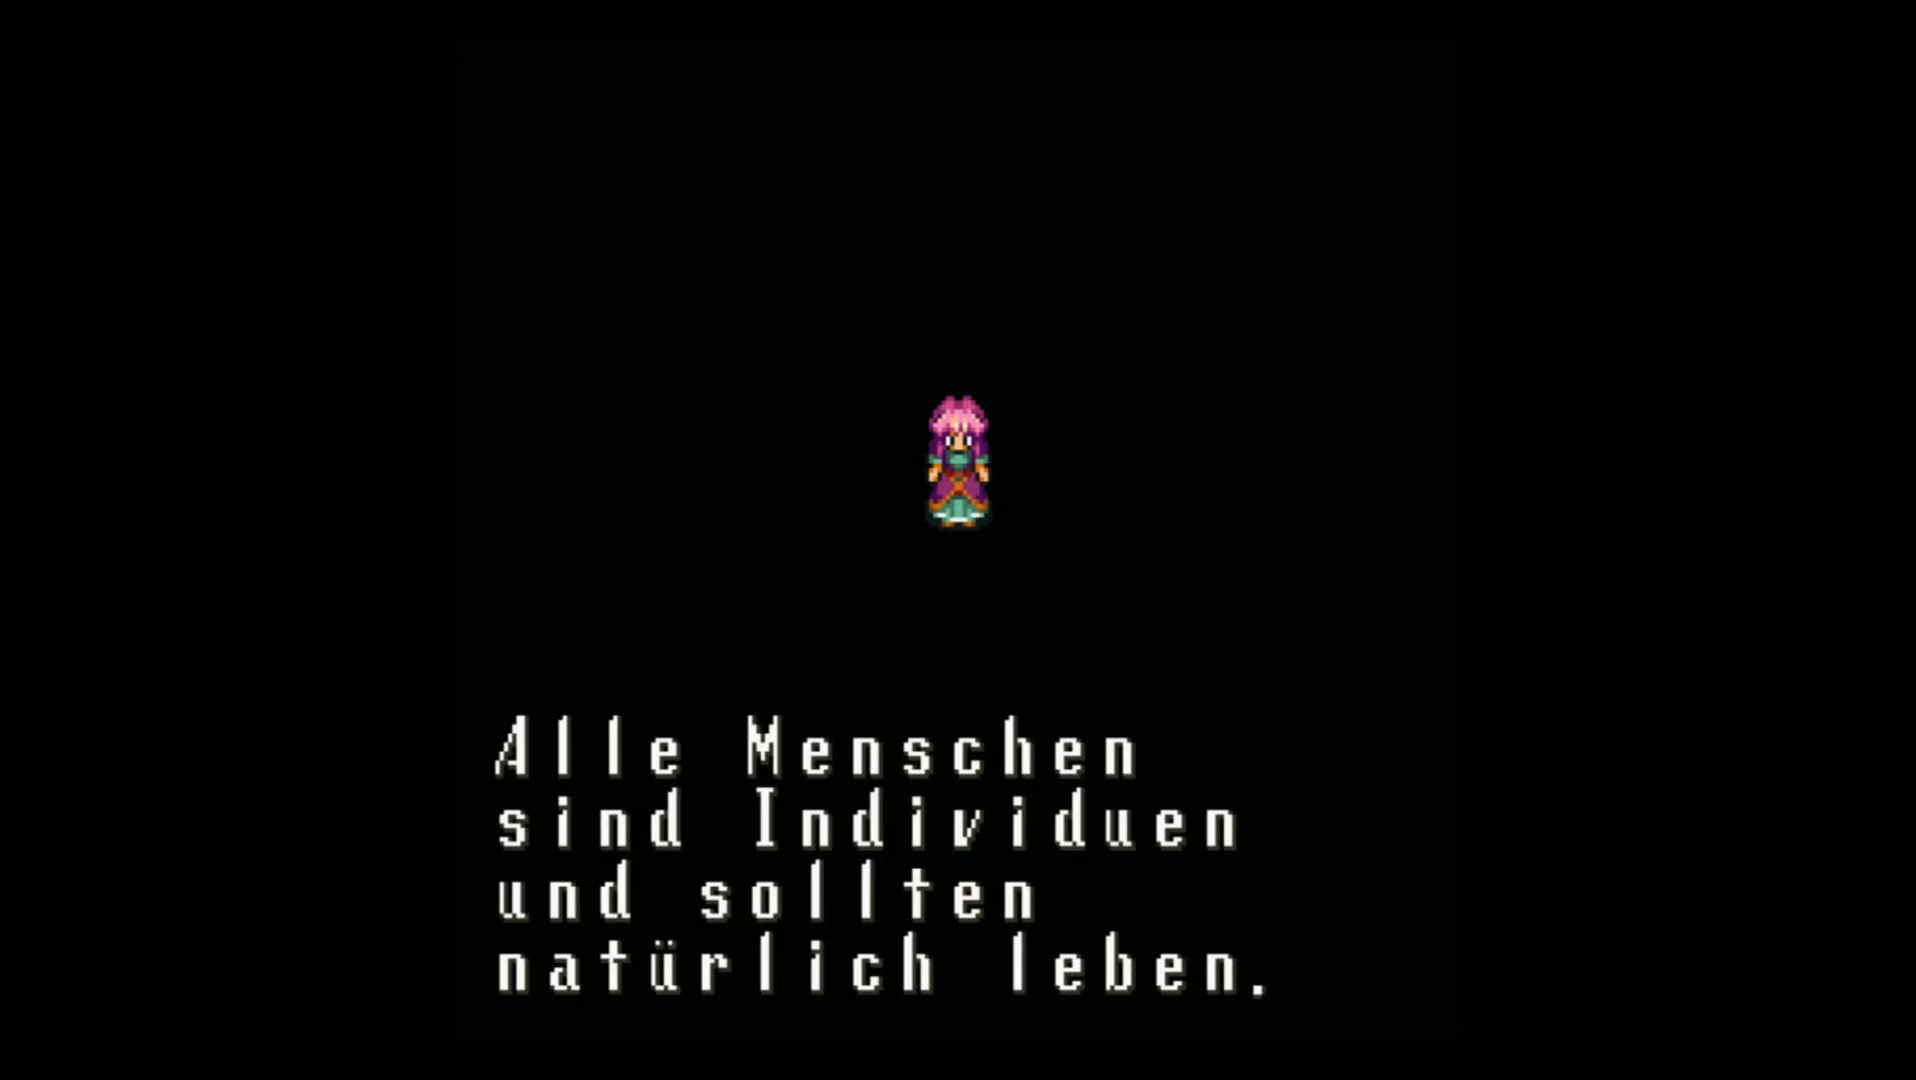 Alle Menschen
sind Individuen
und sollten
natürlich leben.